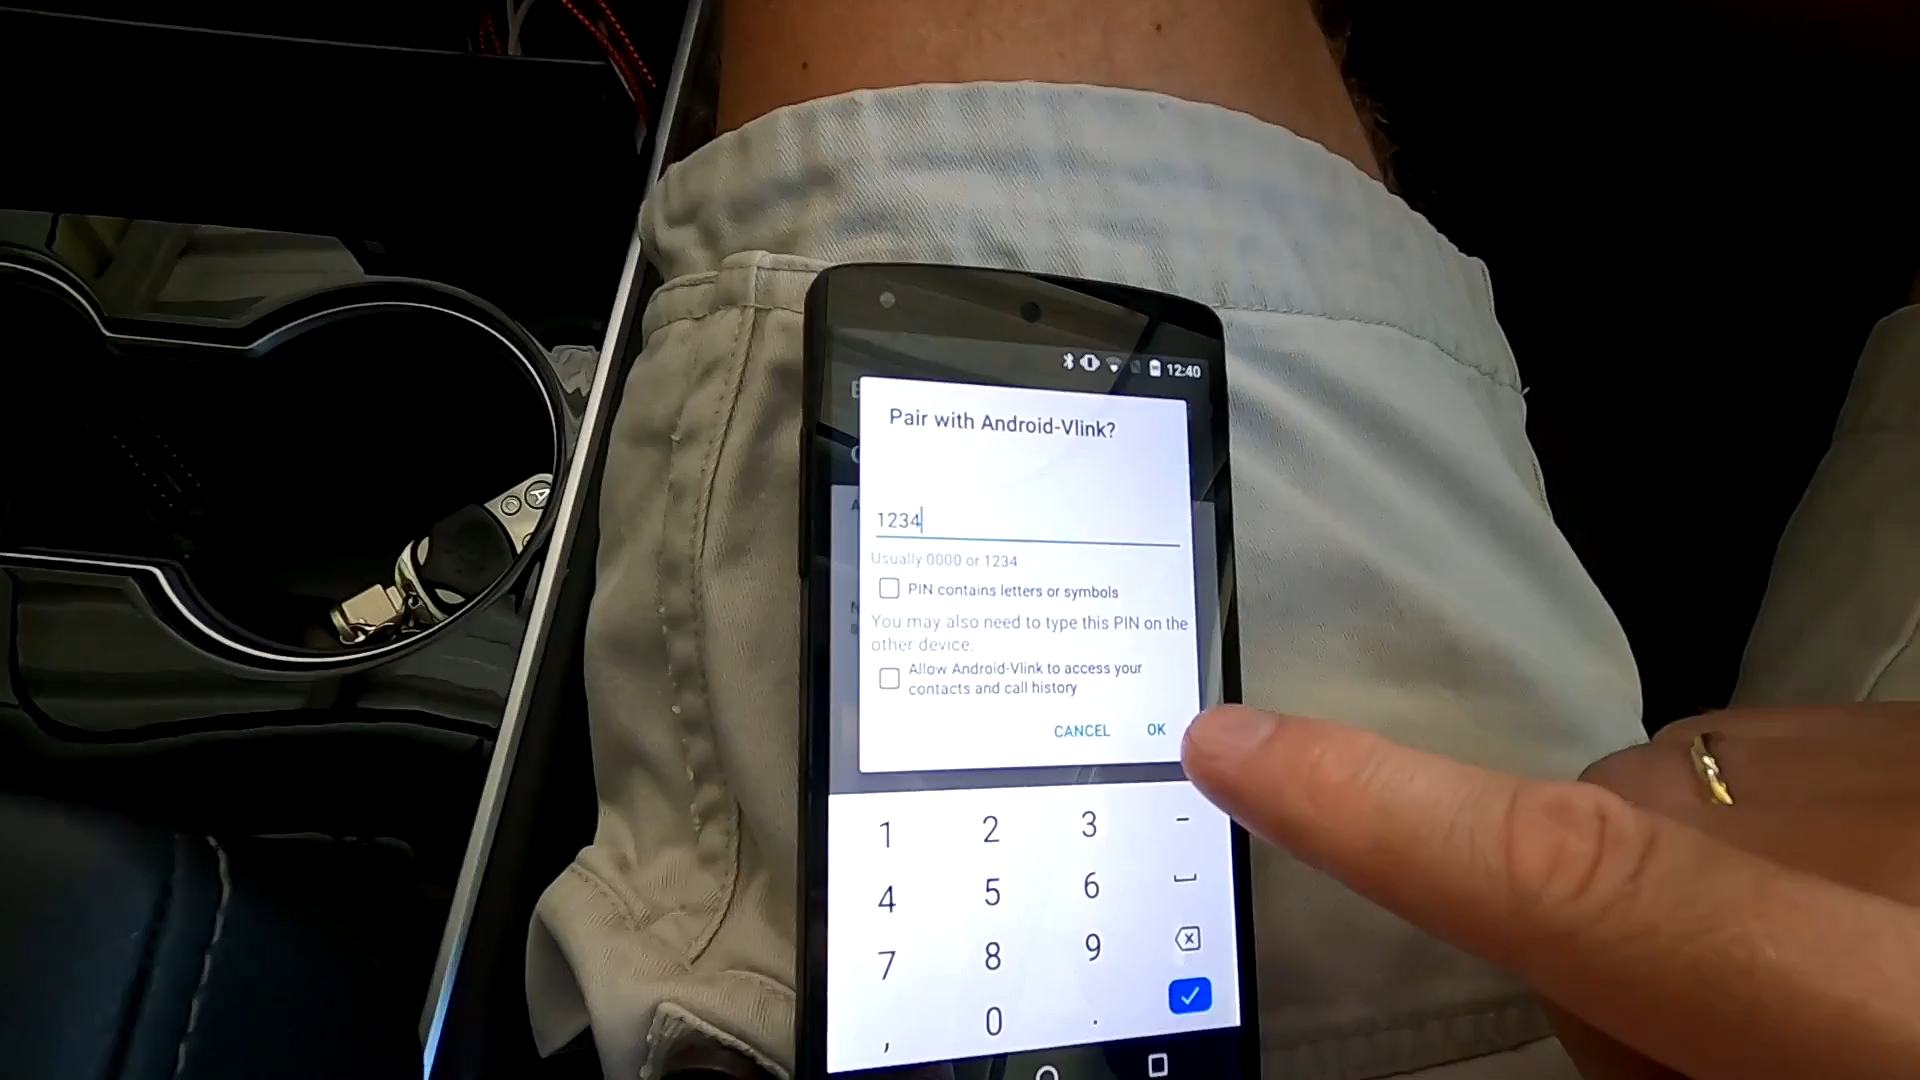 12:40
Pair with Android-Vlink?
1234
Usually 0000 or 1234
PIN contains letters or symbols
You may also need to type this PIN on the
other device.
Allow Android-Vlink to access your
contacts and call history
CANCEL OK
1 2 3 -
4 5 6
7 8 9
, 0 .
A